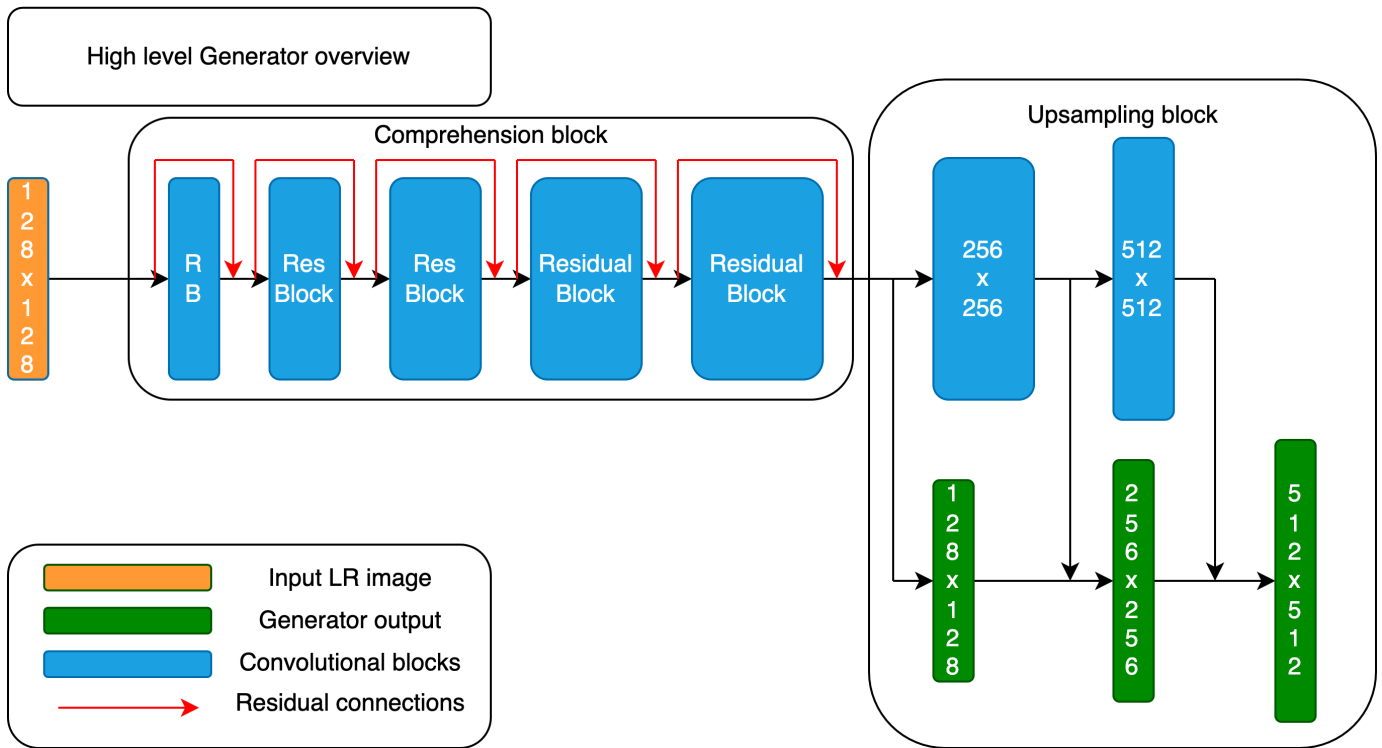 High level Generator overview
Comprehension block
Upsampling block
1
2
8
x
1
2
8
R
B
Res
Block
Res
Block
Residual
Block
Residual
Block
256
x
256
512
x
512
1
2
8
x
1
2
8
2
5
6
x
2
5
6
5
1
2
x
5
1
2
Input LR image
Generator output
Convolutional blocks
Residual connections